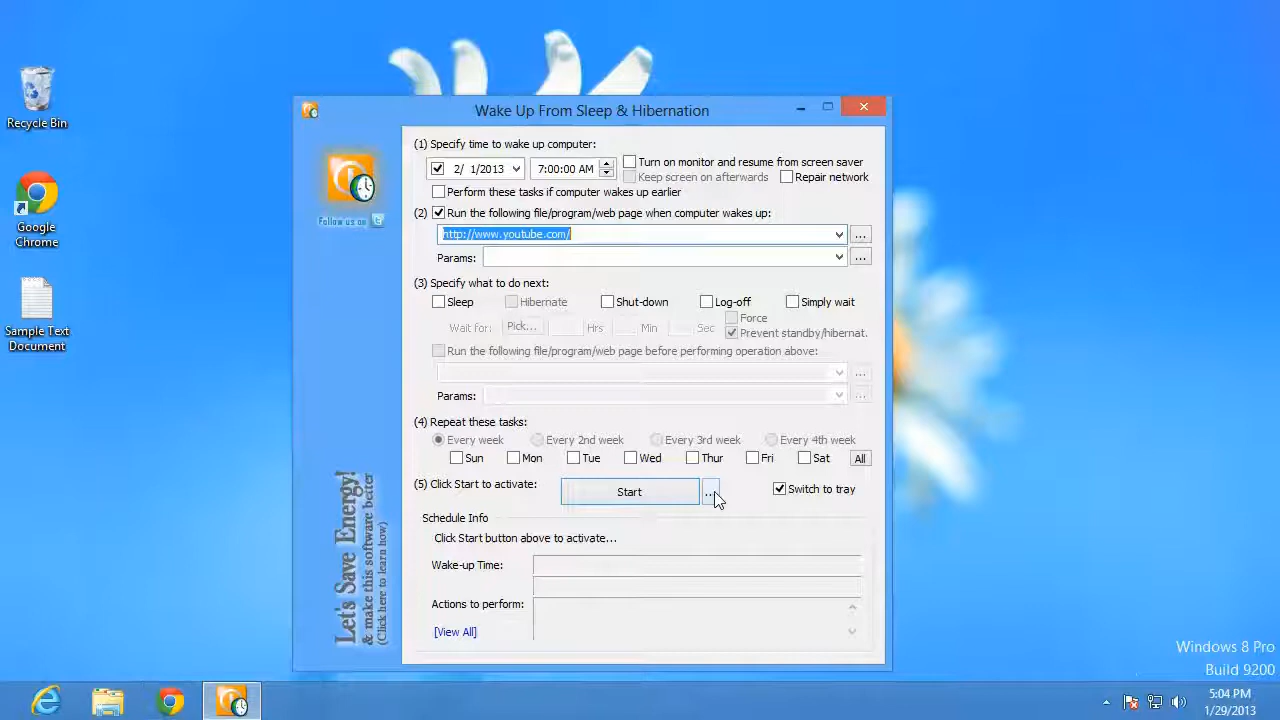 Wake Up From Sleep & Hibernation
Recycle Bin
Google
Chrome
Sample Text
Document
Follow us on
Let's Save Energy!
& make this software better
(Click here to learn how)
(1) Specify time to wake up computer:
2/ 1/2013 7:00:00 AM
Turn on monitor and resume from screen saver
Keep screen on afterwards Repair network
Perform these tasks if computer wakes up earlier
(2) Run the following file/program/web page when computer wakes up:
http://www.youtube.com/ ...
Params: ...
(3) Specify what to do next:
Sleep Hibernate Shut-down Log-off Simply wait
Force
Wait for: Pick... Hrs Min Sec Prevent standby/hibernat.
Run the following file/program/web page before performing operation above:
...
Params: ...
(4) Repeat these tasks:
Every week Every 2nd week Every 3rd week Every 4th week
Sun Mon Tue Wed Thur Fri Sat All
(5) Click Start to activate: Start ... Switch to tray
Schedule Info
Click Start button above to activate...
Wake-up Time:
Actions to perform:
[View All]
Windows 8 Pro
Build 9200
5:04 PM
1/29/2013